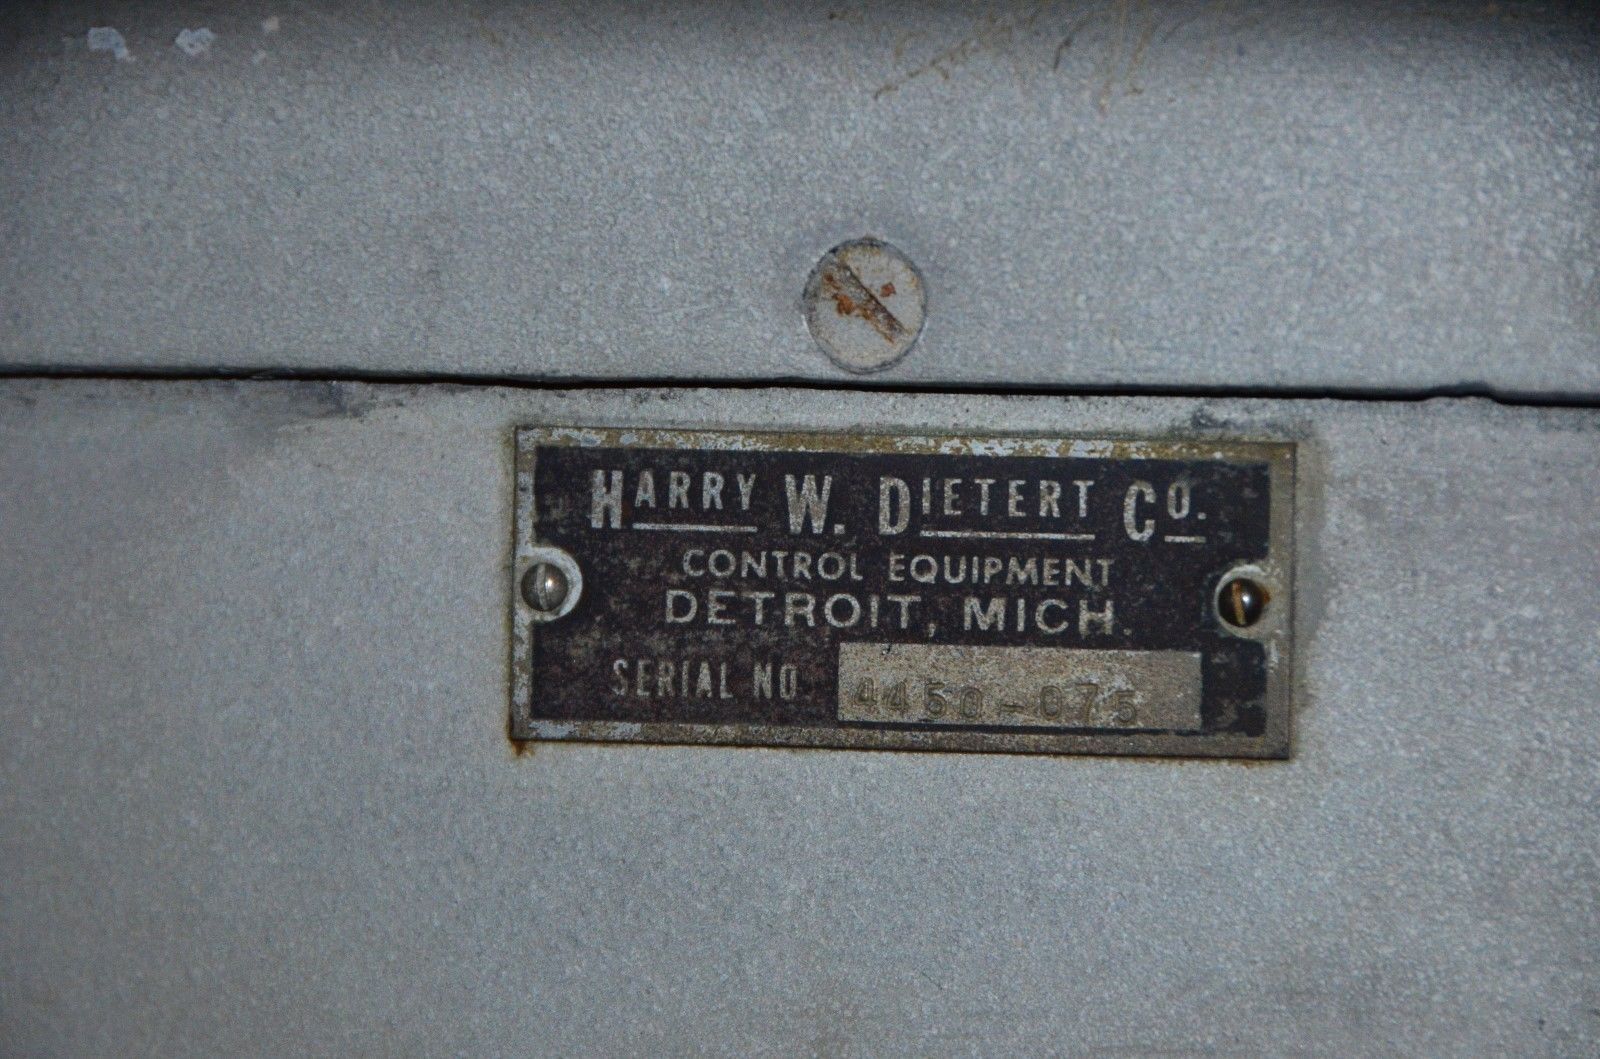 HARRY W. DIETERT CO.
CONTROL EQUIPMENT
DETROIT, MICH.
SERIAL NO. 4450-075